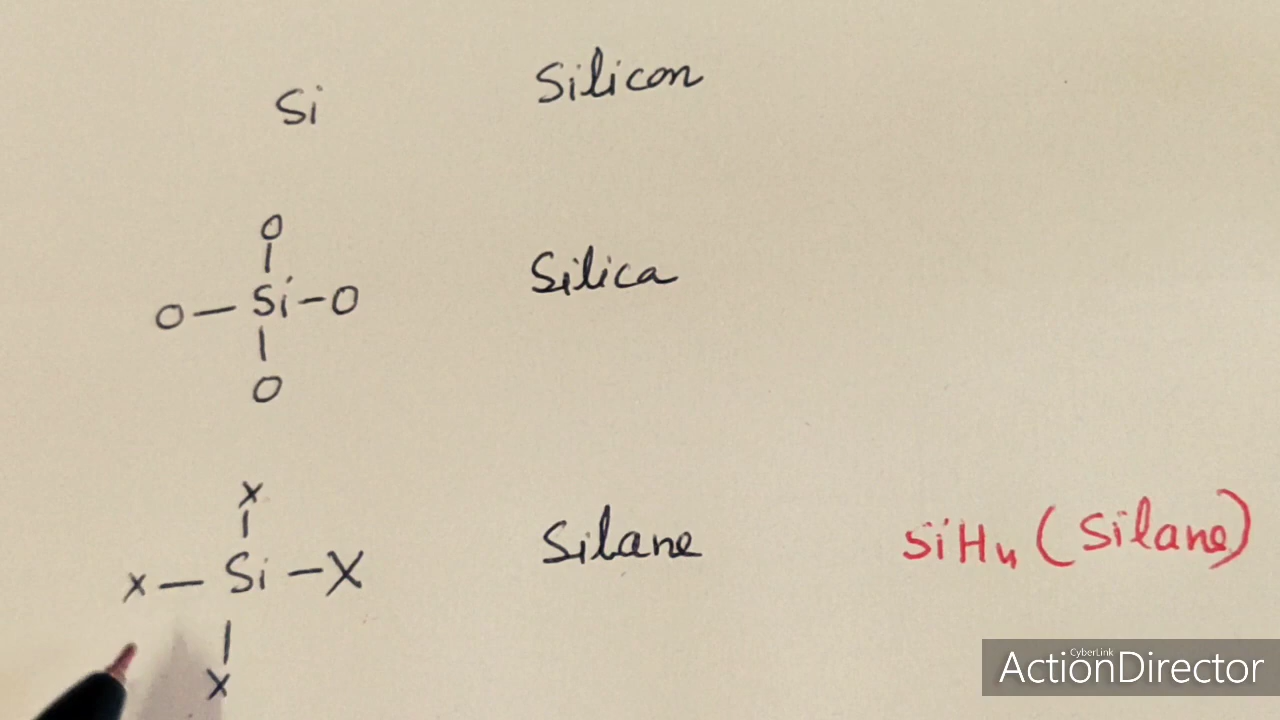 Si Silicon
O
O – Si – O Silica
O
x
x – Si – X Silane SiH4 (Silane)
x
CyberLink
ActionDirector